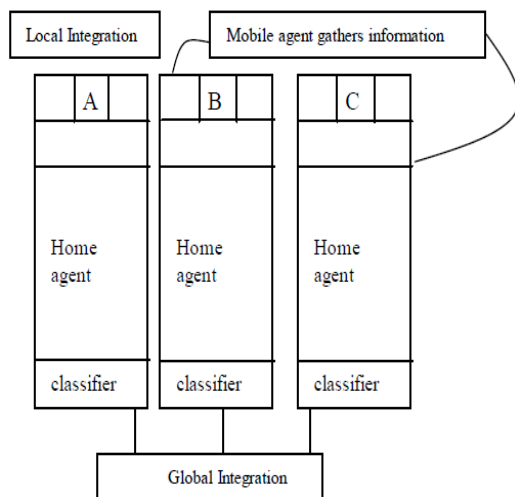 Local Integration
Mobile agent gathers information
A
B
C
Home
agent
Home
agent
Home
agent
classifier
classifier
classifier
Global Integration